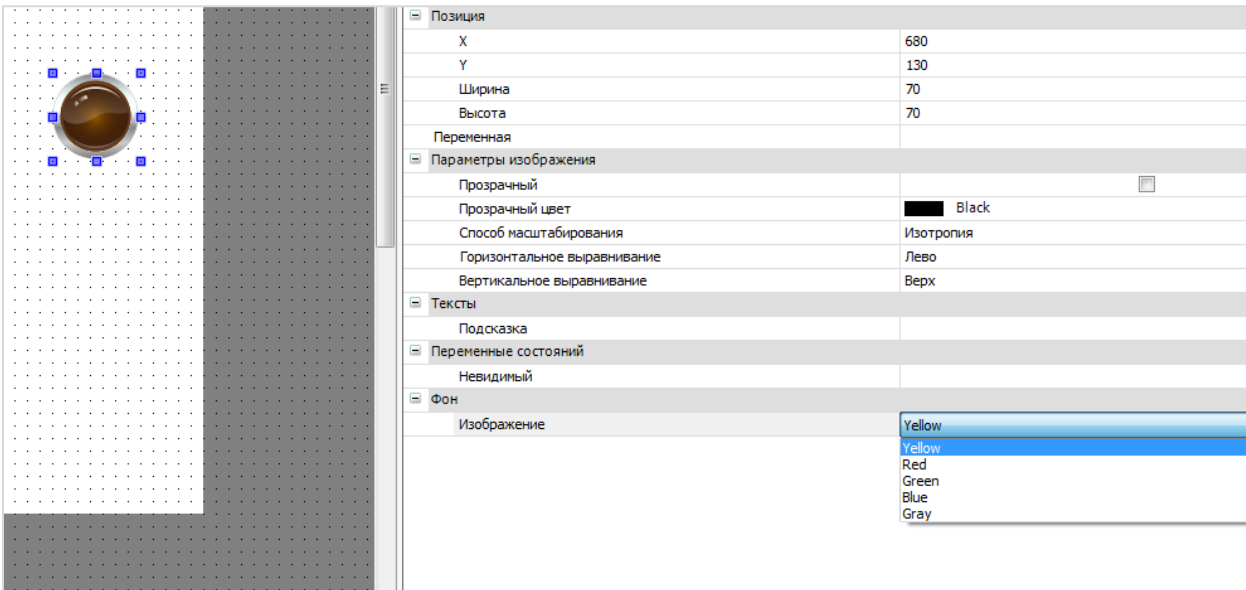 Позиция
X 680
Y 130
Ширина 70
Высота 70
Переменная
Параметры изображения
Прозрачный
Прозрачный цвет Black
Способ масштабирования Изотропия
Горизонтальное выравнивание Лево
Вертикальное выравнивание Верх
Тексты
Подсказка
Переменные состояний
Невидимый
Фон
Изображение Yellow
Yellow
Red
Green
Blue
Gray